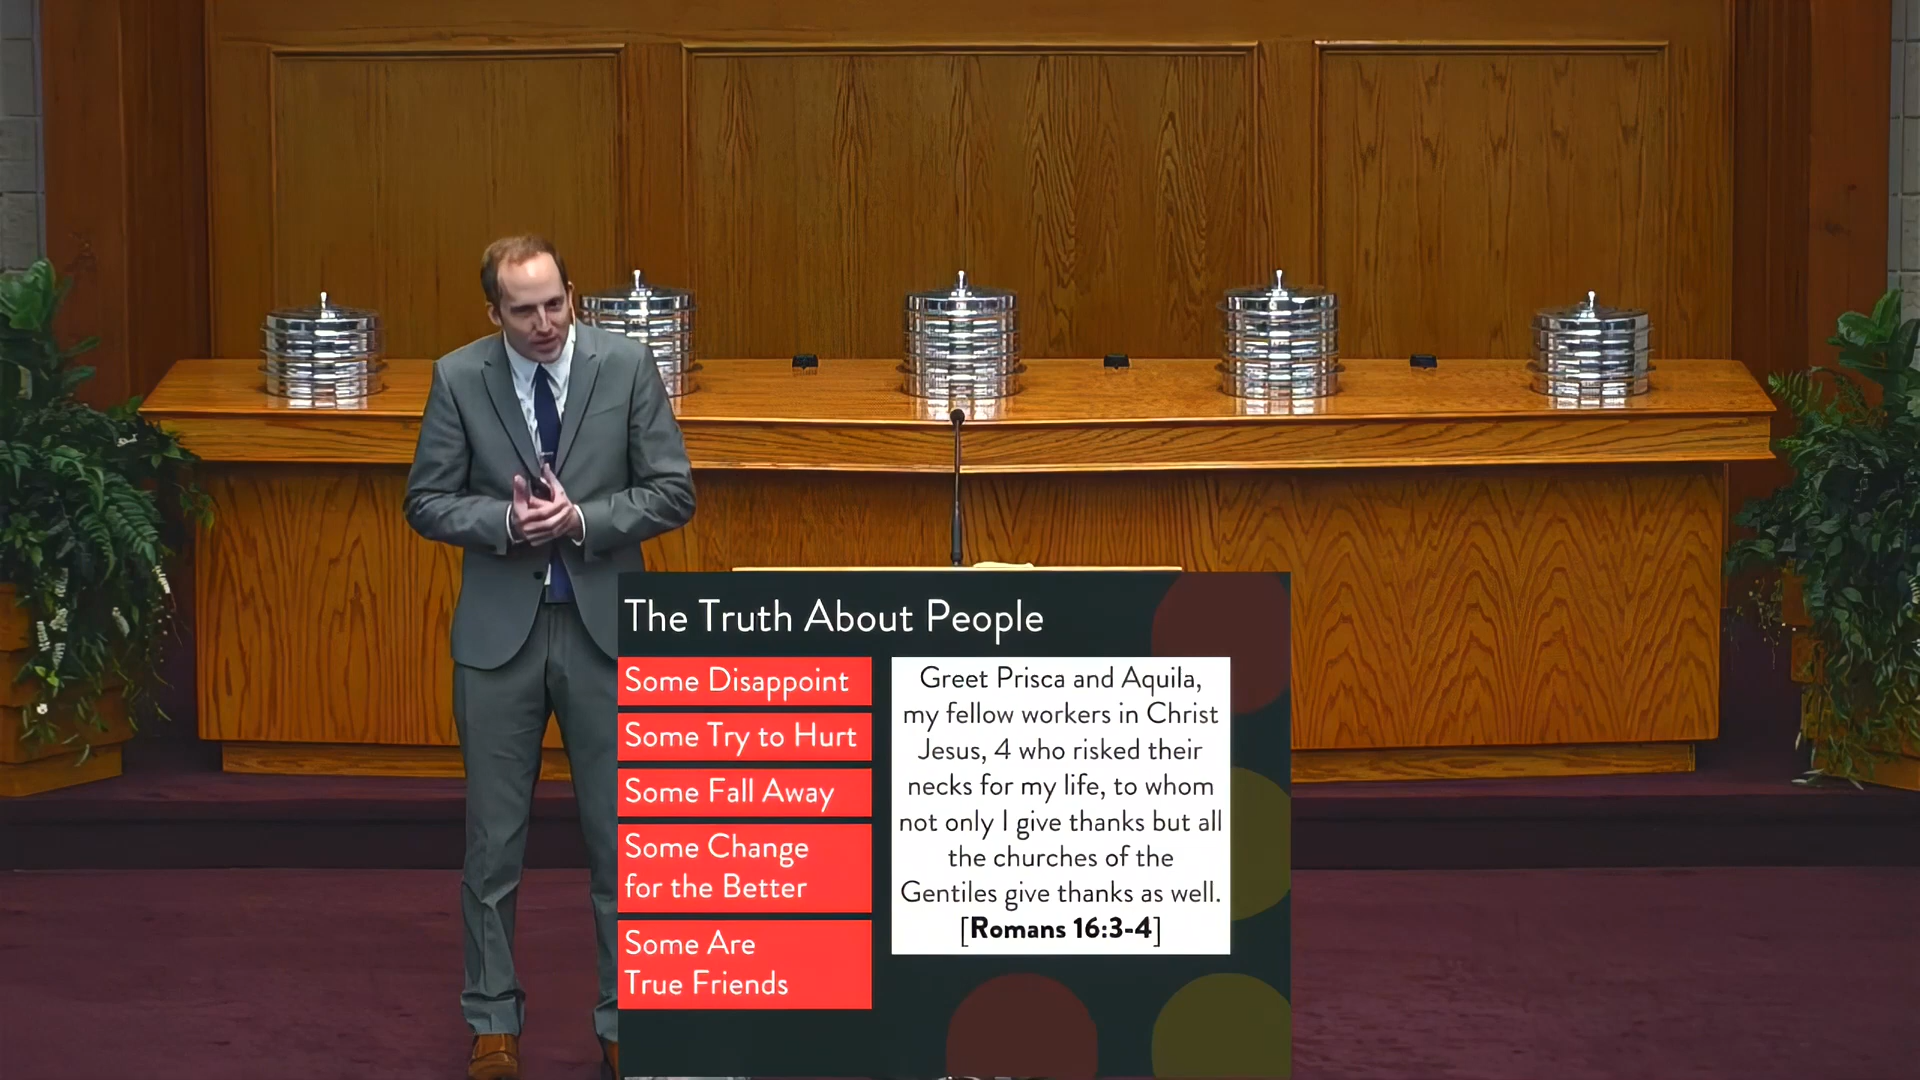 The Truth About People
Some Disappoint
Some Try to Hurt
Some Fall Away
Some Change
for the Better
Some Are
True Friends
Greet Prisca and Aquila,
my fellow workers in Christ
Jesus, 4 who risked their
necks for my life, to whom
not only I give thanks but all
the churches of the
Gentiles give thanks as well.
[Romans 16:3-4]